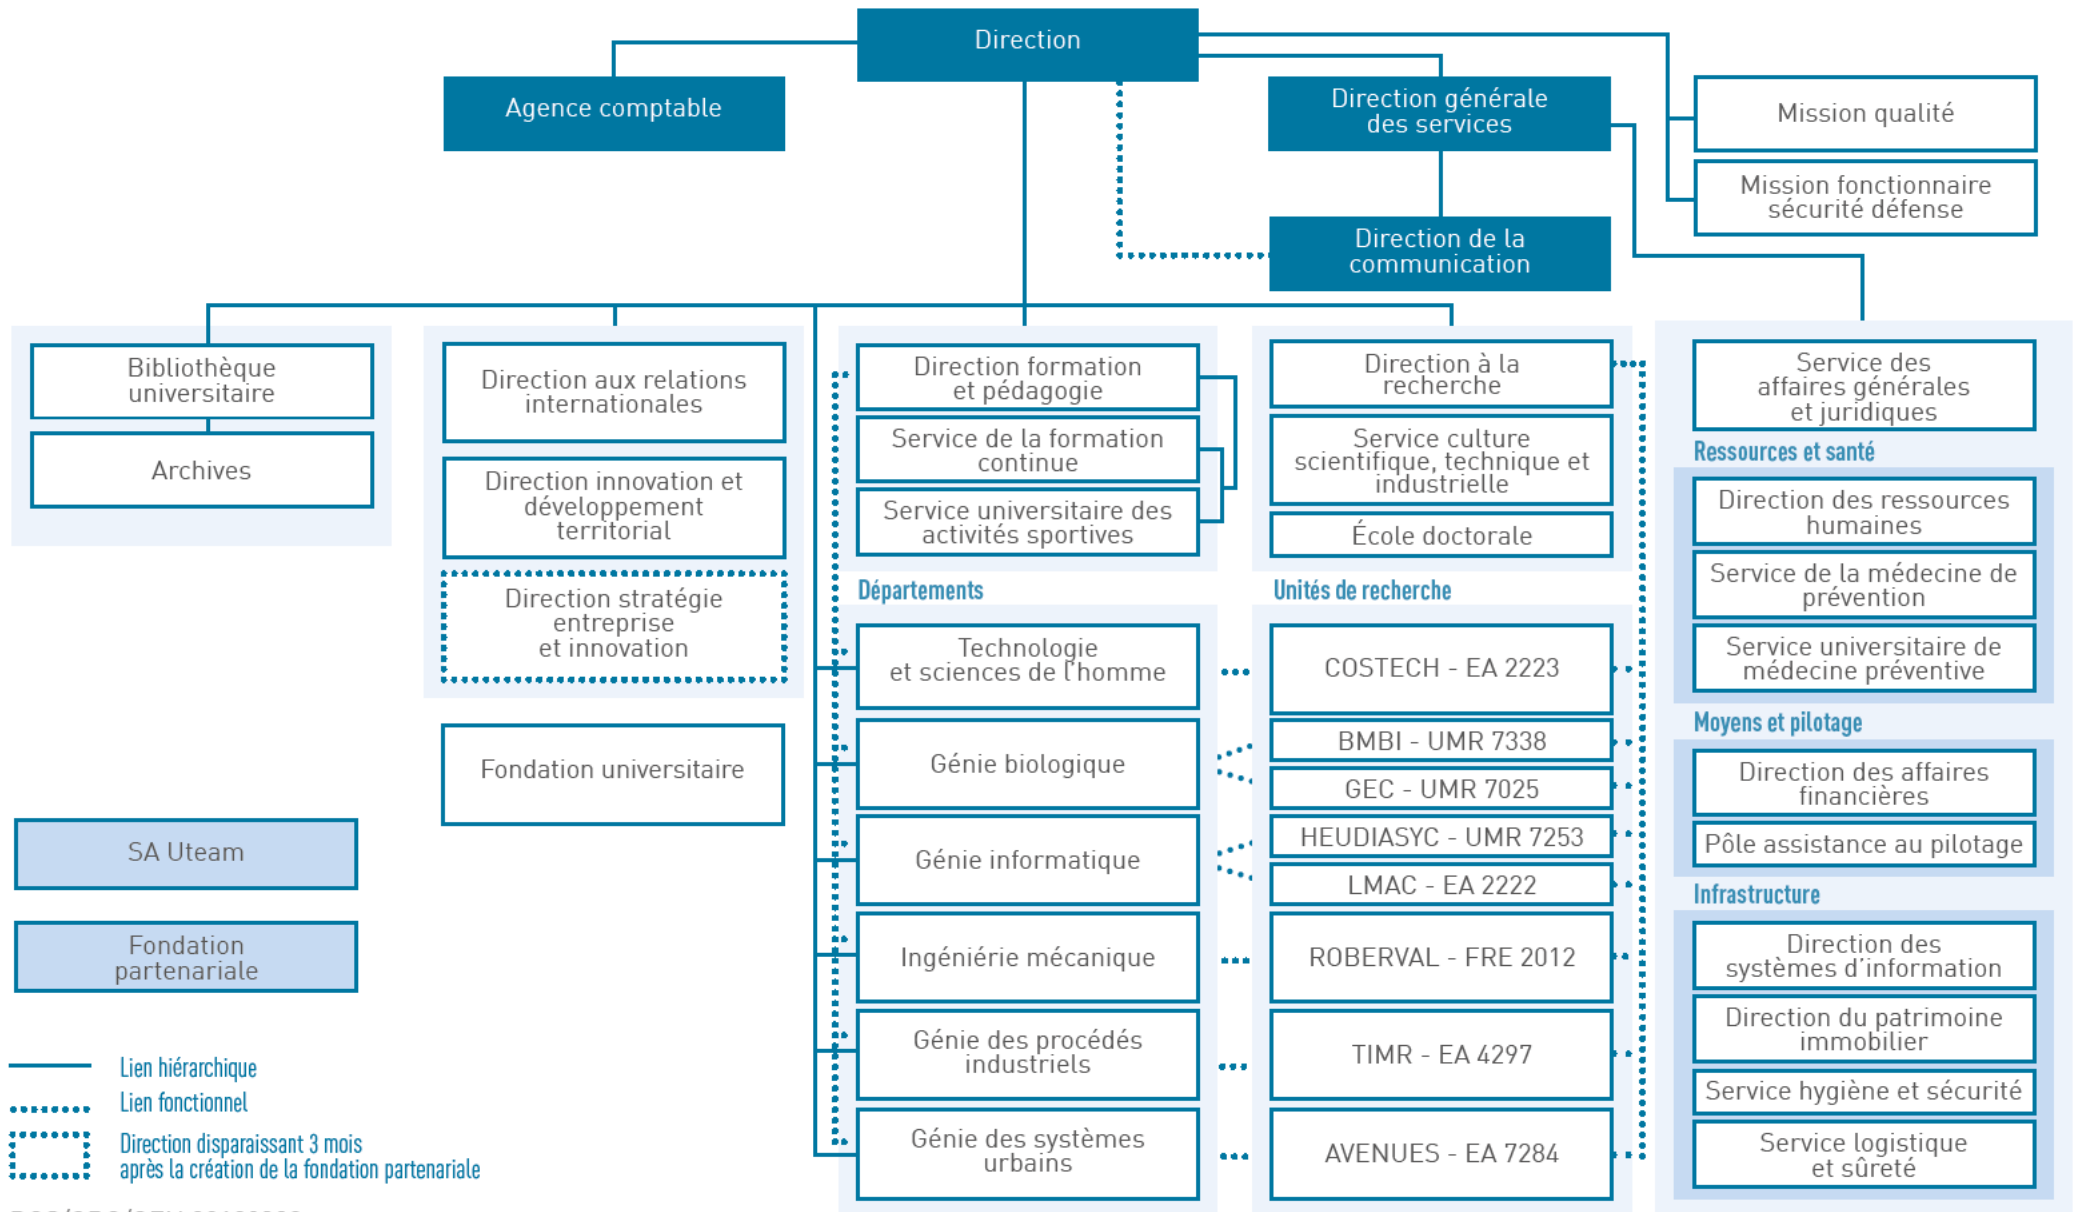 Direction
Agence comptable
Direction générale
des services
Mission qualité
Mission fonctionnaire
sécurité défense
Direction de la
communication
Bibliothèque
universitaire
Archives
Direction aux relations
internationales
Direction innovation et
développement
territorial
Direction stratégie
entreprise
et innovation
Fondation universitaire
SA Uteam
Fondation
partenariale
Direction formation
et pédagogie
Service de la formation
continue
Service universitaire des
activités sportives
Départements
Technologie
et sciences de l'homme
Génie biologique
Génie informatique
Ingéniérie mécanique
Génie des procédés
industriels
Génie des systèmes
urbains
Direction à la
recherche
Service culture
scientifique, technique et
industrielle
École doctorale
Unités de recherche
COSTECH - EA 2223
BMBI - UMR 7338
GEC - UMR 7025
HEUDIASYC - UMR 7253
LMAC - EA 2222
ROBERVAL - FRE 2012
TIMR - EA 4297
AVENUES - EA 7284
Service des
affaires générales
et juridiques
Ressources et santé
Direction des ressources
humaines
Service de la médecine de
prévention
Service universitaire de
médecine préventive
Moyens et pilotage
Direction des affaires
financières
Pôle assistance au pilotage
Infrastructure
Direction des
systèmes d'information
Direction du patrimoine
immobilier
Service hygiène et sécurité
Service logistique
et sûreté
Lien hiérarchique
Lien fonctionnel
Direction disparaissant 3 mois
après la création de la fondation partenariale